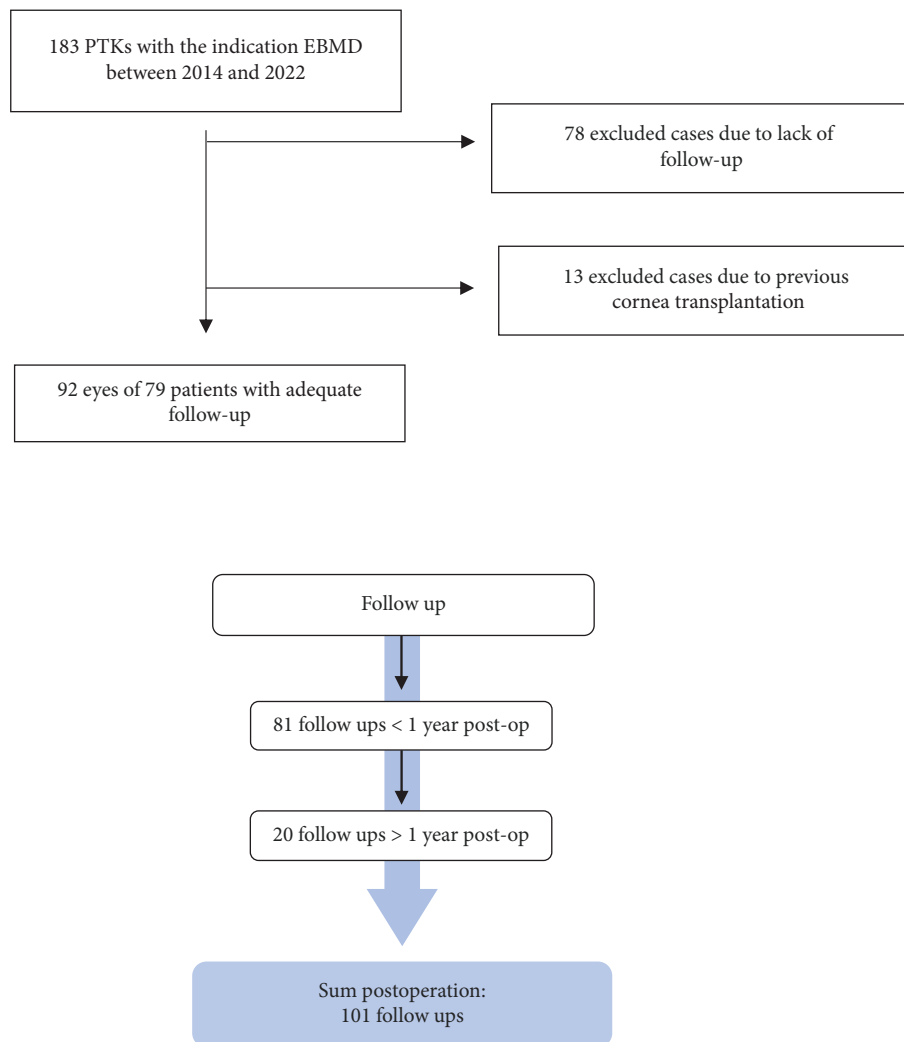 183 PTKs with the indication EBMD
between 2014 and 2022
78 excluded cases due to lack of
follow-up
13 excluded cases due to previous
cornea transplantation
92 eyes of 79 patients with adequate
follow-up
Follow up
81 follow ups < 1 year post-op
20 follow ups > 1 year post-op
Sum postoperation:
101 follow ups